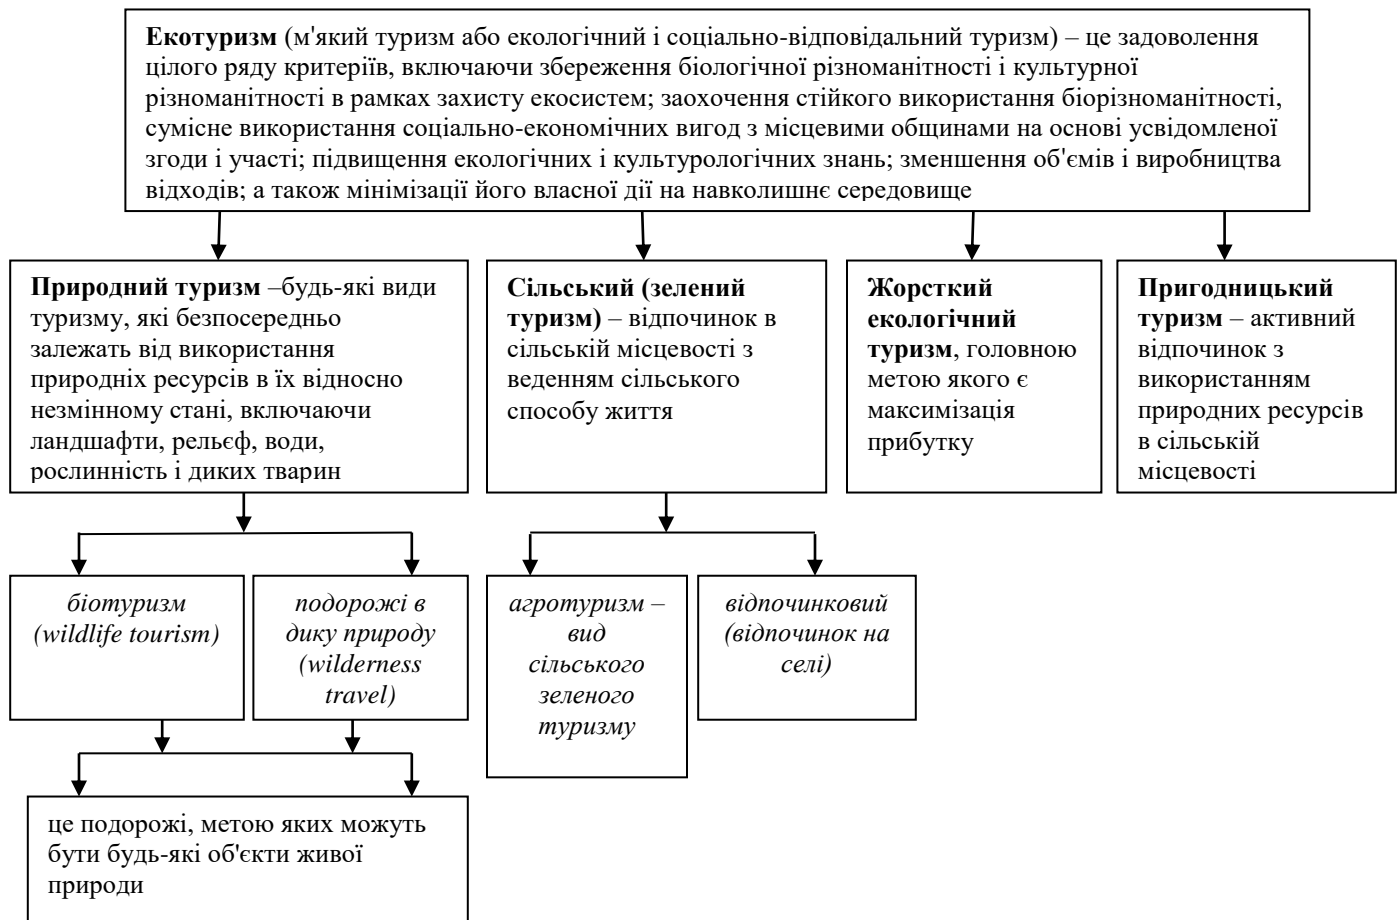 Екотуризм (м'який туризм або екологічний і соціально-відповідальний туризм) – це задоволення
цілого ряду критеріїв, включаючи збереження біологічної різноманітності і культурної
різноманітності в рамках захисту екосистем; заохочення стійкого використання біорізноманітності,
сумісне використання соціально-економічних вигод з місцевими общинами на основі усвідомленої
згоди і участі; підвищення екологічних і культурологічних знань; зменшення об'ємів і виробництва
відходів; а також мінімізації його власної дії на навколишнє середовище
Природний туризм –будь-які види
туризму, які безпосередньо
залежать від використання
природніх ресурсів в їх відносно
незмінному стані, включаючи
ландшафти, рельєф, води,
рослинність і диких тварин
Сільський (зелений
туризм) – відпочинок в
сільській місцевості з
веденням сільського
способу життя
Жорсткий
екологічний
туризм, головною
метою якого є
максимізація
прибутку
Пригодницький
туризм – активний
відпочинок з
використанням
природних ресурсів
в сільській
місцевості
біотуризм
(wildlife tourism)
подорожі в
дику природу
(wilderness
travel)
агротуризм –
вид
сільського
зеленого
туризму
відпочинковий
(відпочинок на
селі)
це подорожі, метою яких можуть
бути будь-які об'єкти живої
природи